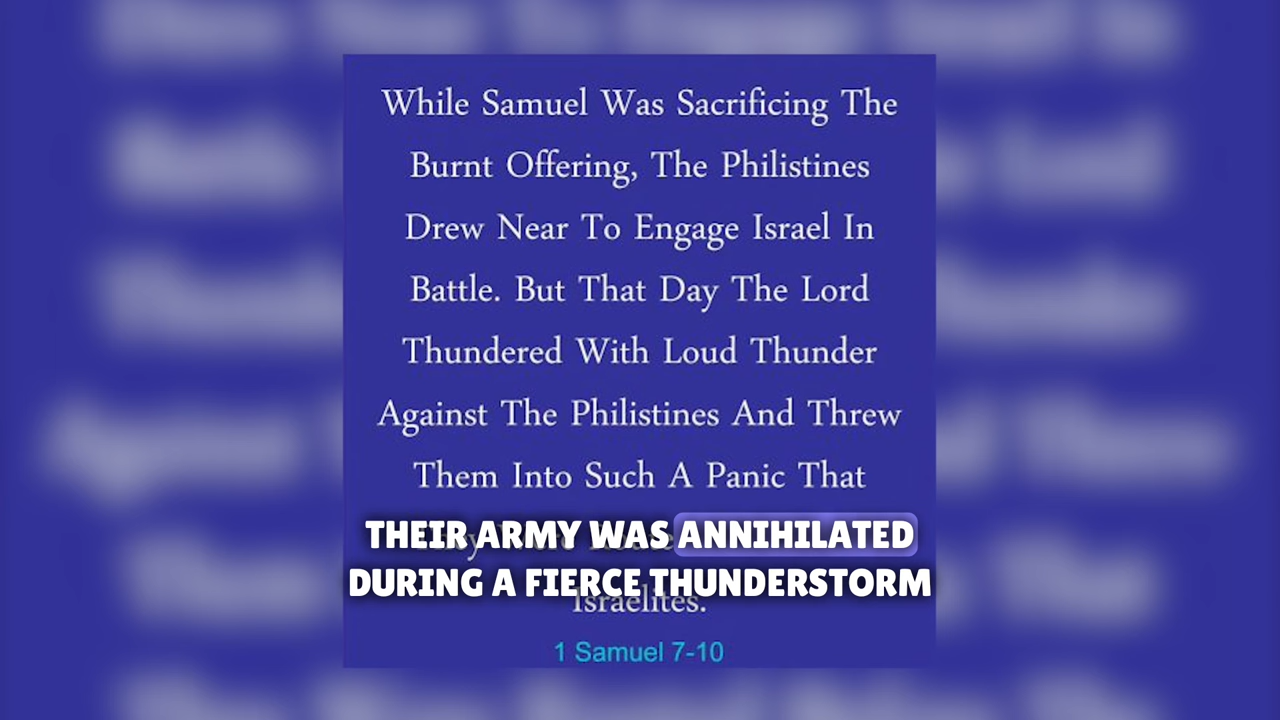 While Samuel Was Sacrificing The
Burnt Offering, The Philistines
Drew Near To Engage Israel In
Battle. But That Day The Lord
Thundered With Loud Thunder
Against The Philistines And Threw
Them Into Such A Panic That
THEIR ARMY WAS ANNIHILATED
DURING A FIERCE THUNDERSTORM
Israelites.
1 Samuel 7-10